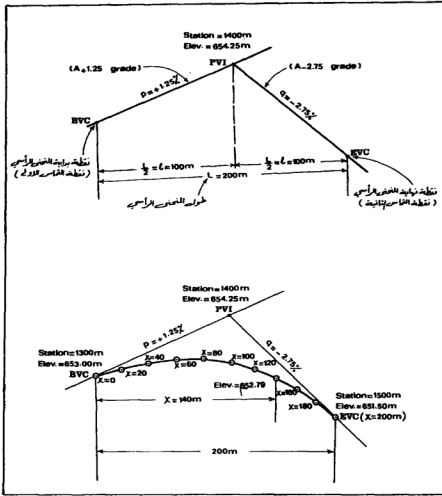 Station = 1400m
Elev. = 654.25m
PVI
(A +1.25 grade)
(A -2.75 grade)
P=+1.25%
q=-2.75%
BVC
EVC
نقطة بداية المنحنى الرأسي
(نقطة التماس الاولى)
نقطة نهاية المنحنى الرأسي
(نقطة التماس الثانية)
L/2 = ℓ = 100m
L/2 = ℓ = 100m
L = 200m
طول المنحنى الرأسي
Station=1400m
Elev. = 654.25m
PVI
P=+1.25%
q=-2.75%
Station=1300m
Elev.=653.00m
BVC
X=0
X=20
X=40
X=60
X=80
X=100
X=120
Elev=652.79
X=160
X=180
X = 140m
Station=1500m
Elev.=651.50m
EVC (X=200m)
200m